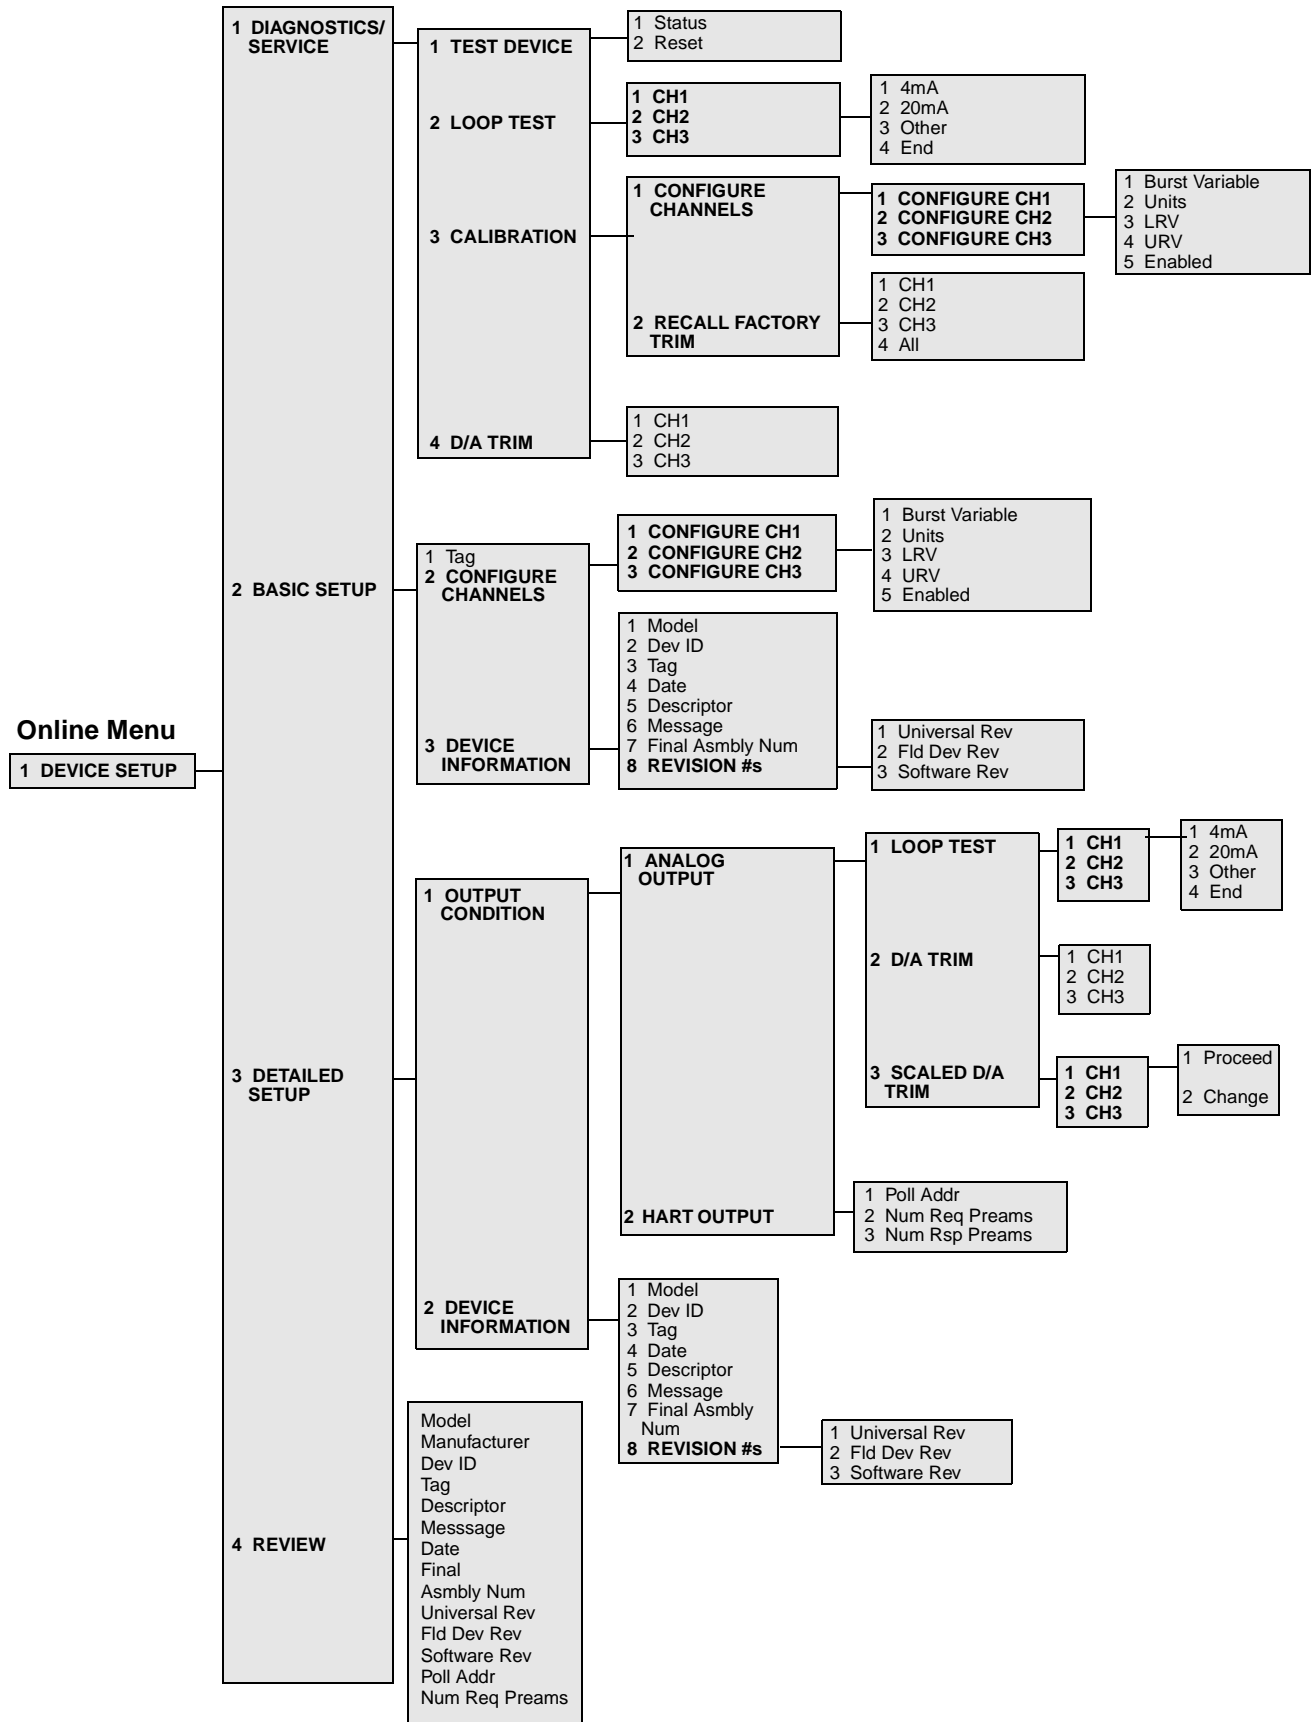 1 DIAGNOSTICS/
SERVICE
1 TEST DEVICE
1 Status
2 Reset
2 LOOP TEST
1 CH1
2 CH2
3 CH3
1 4mA
2 20mA
3 Other
4 End
3 CALIBRATION
1 CONFIGURE
CHANNELS
1 CONFIGURE CH1
2 CONFIGURE CH2
3 CONFIGURE CH3
1 Burst Variable
2 Units
3 LRV
4 URV
5 Enabled
2 RECALL FACTORY
TRIM
1 CH1
2 CH2
3 CH3
4 All
4 D/A TRIM
1 CH1
2 CH2
3 CH3
2 BASIC SETUP
1 Tag
2 CONFIGURE
CHANNELS
1 CONFIGURE CH1
2 CONFIGURE CH2
3 CONFIGURE CH3
1 Burst Variable
2 Units
3 LRV
4 URV
5 Enabled
3 DEVICE
INFORMATION
1 Model
2 Dev ID
3 Tag
4 Date
5 Descriptor
6 Message
7 Final Asmbly Num
8 REVISION #s
1 Universal Rev
2 Fld Dev Rev
3 Software Rev
Online Menu
1 DEVICE SETUP
3 DETAILED
SETUP
1 OUTPUT
CONDITION
1 ANALOG
OUTPUT
1 LOOP TEST
1 CH1
2 CH2
3 CH3
1 4mA
2 20mA
3 Other
4 End
2 D/A TRIM
1 CH1
2 CH2
3 CH3
3 SCALED D/A
TRIM
1 CH1
2 CH2
3 CH3
1 Proceed
2 Change
2 HART OUTPUT
1 Poll Addr
2 Num Req Preams
3 Num Rsp Preams
2 DEVICE
INFORMATION
1 Model
2 Dev ID
3 Tag
4 Date
5 Descriptor
6 Message
7 Final Asmbly
Num
8 REVISION #s
1 Universal Rev
2 Fld Dev Rev
3 Software Rev
4 REVIEW
Model
Manufacturer
Dev ID
Tag
Descriptor
Messsage
Date
Final
Asmbly Num
Universal Rev
Fld Dev Rev
Software Rev
Poll Addr
Num Req Preams